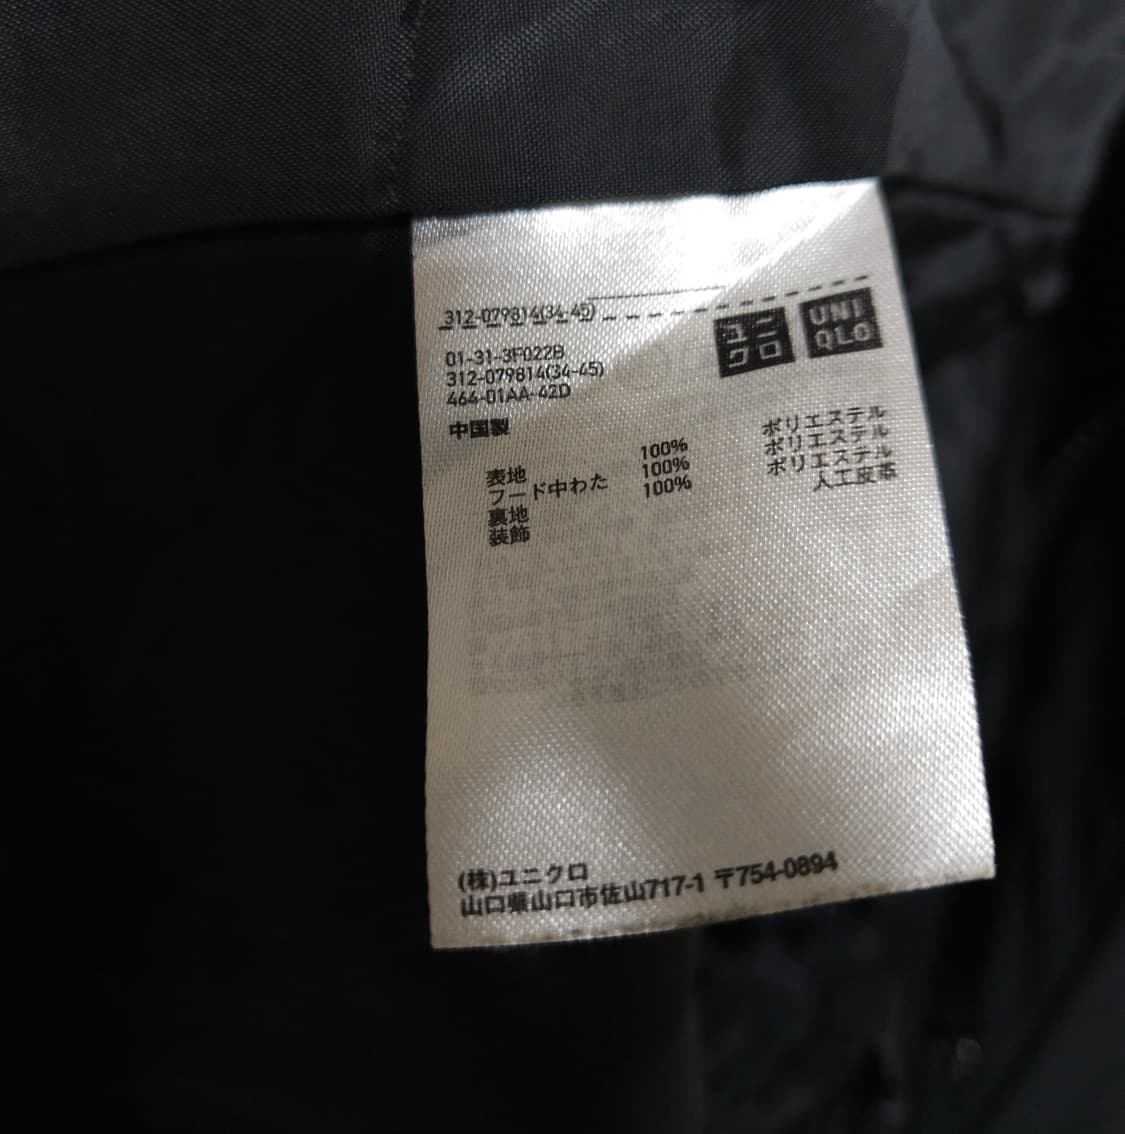 312-079814(34-45)
ユニ
クロ
UNI
QLO
01-31-3F022B
312-079814(34-45)
464-01AA-42D
中国製
表地 100% ポリエステル
フード中わた 100% ポリエステル
裏地 100% ポリエステル
装飾 人工皮革
(株)ユニクロ
山口県山口市佐山717-1 〒754-0894